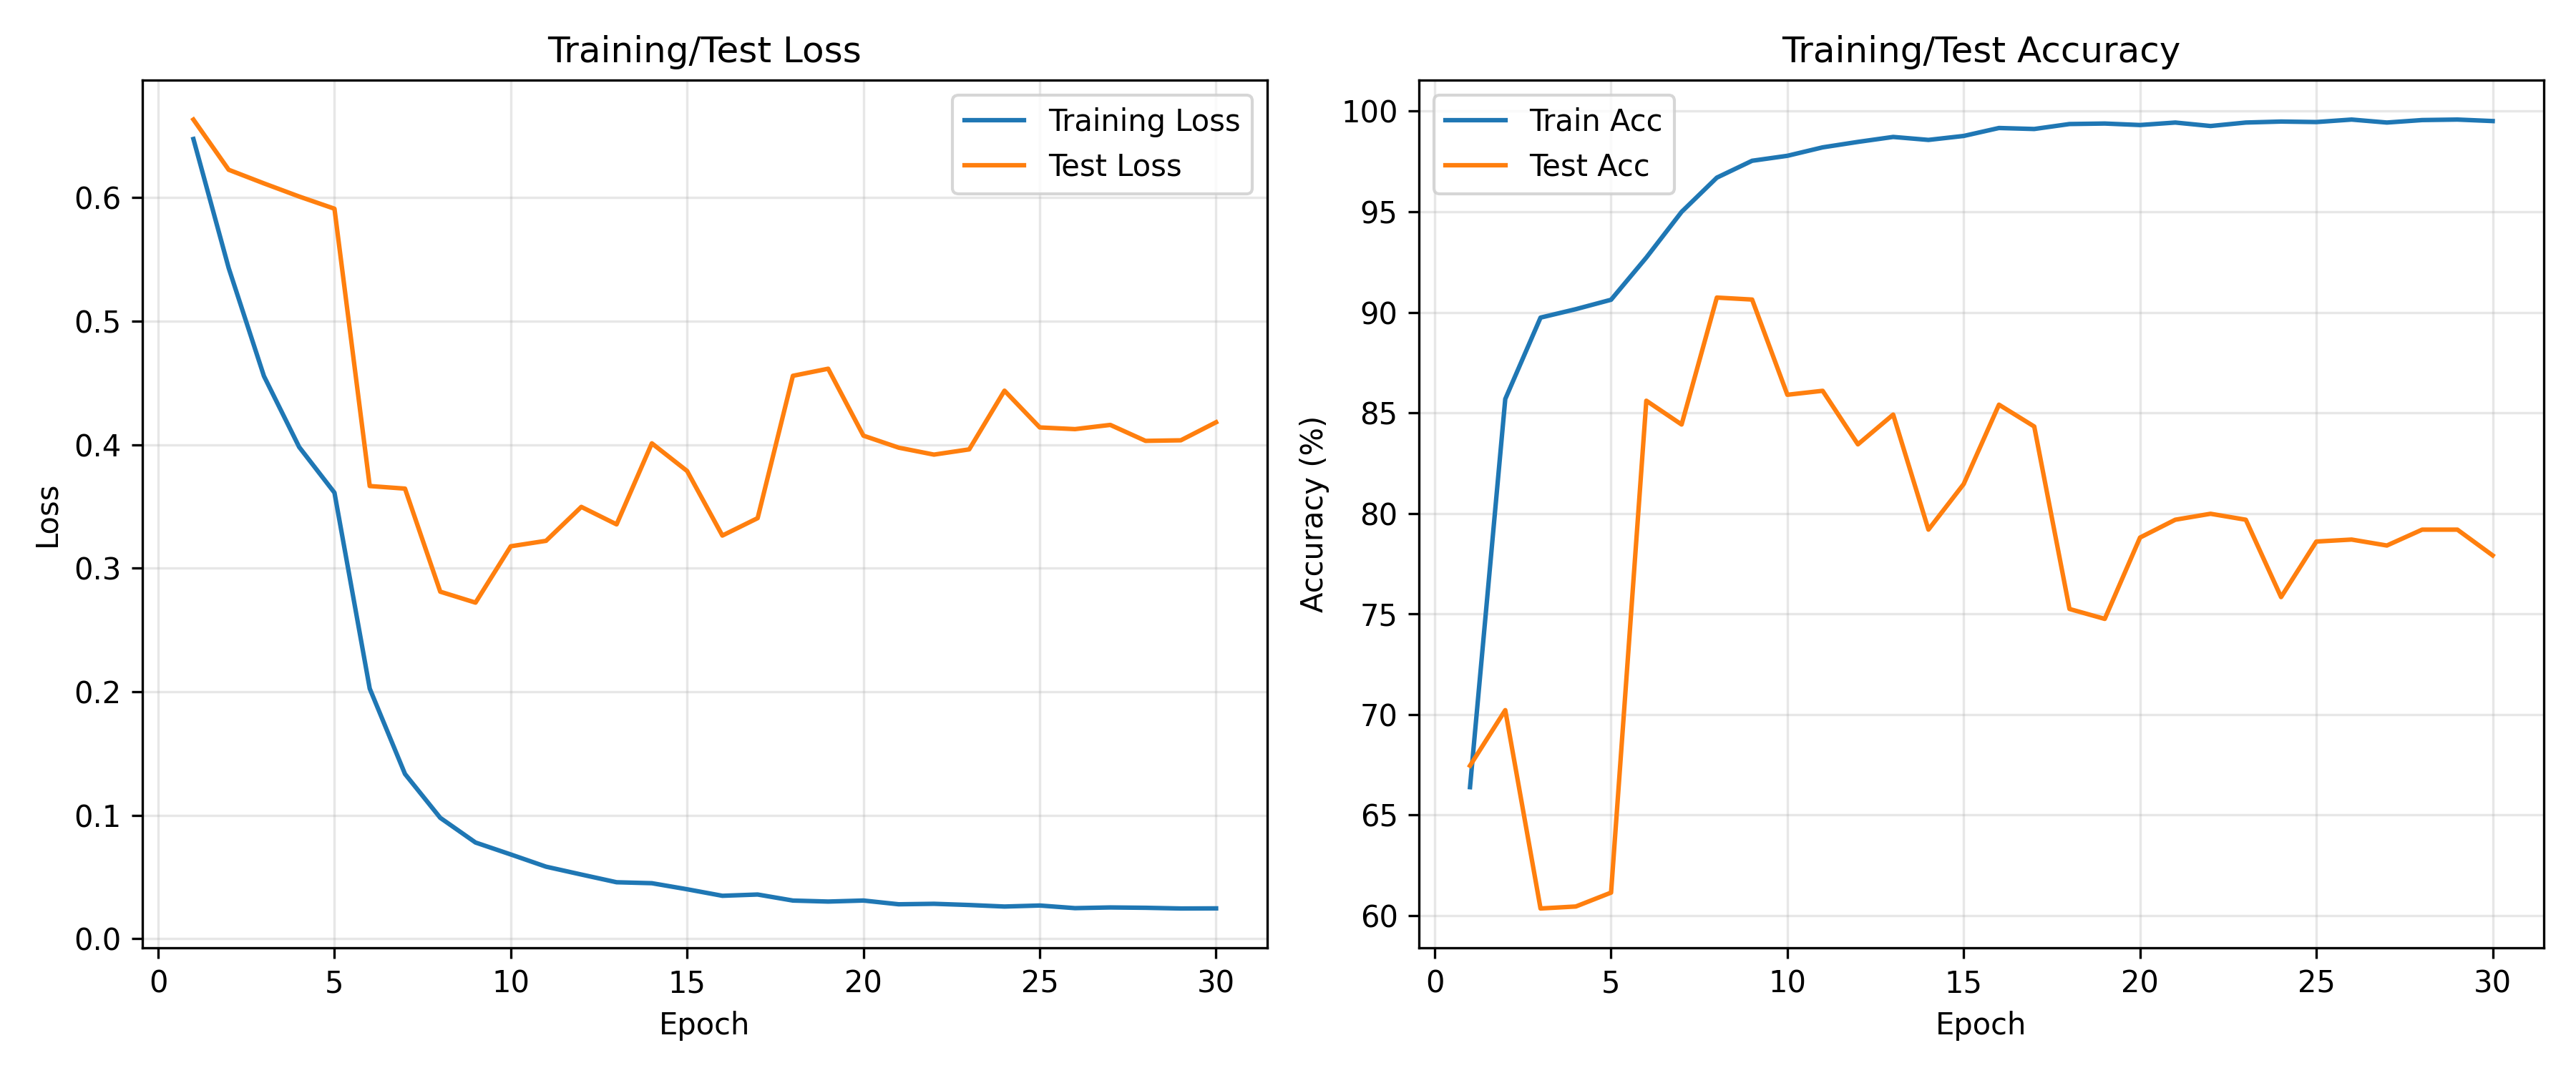 Training/Test Loss
Training Loss
Test Loss
0.6
0.5
0.4
0.3
0.2
0.1
0.0
Loss
0 5 10 15 20 25 30
Epoch
Training/Test Accuracy
Train Acc
Test Acc
100
95
90
85
80
75
70
65
60
Accuracy (%)
0 5 10 15 20 25 30
Epoch